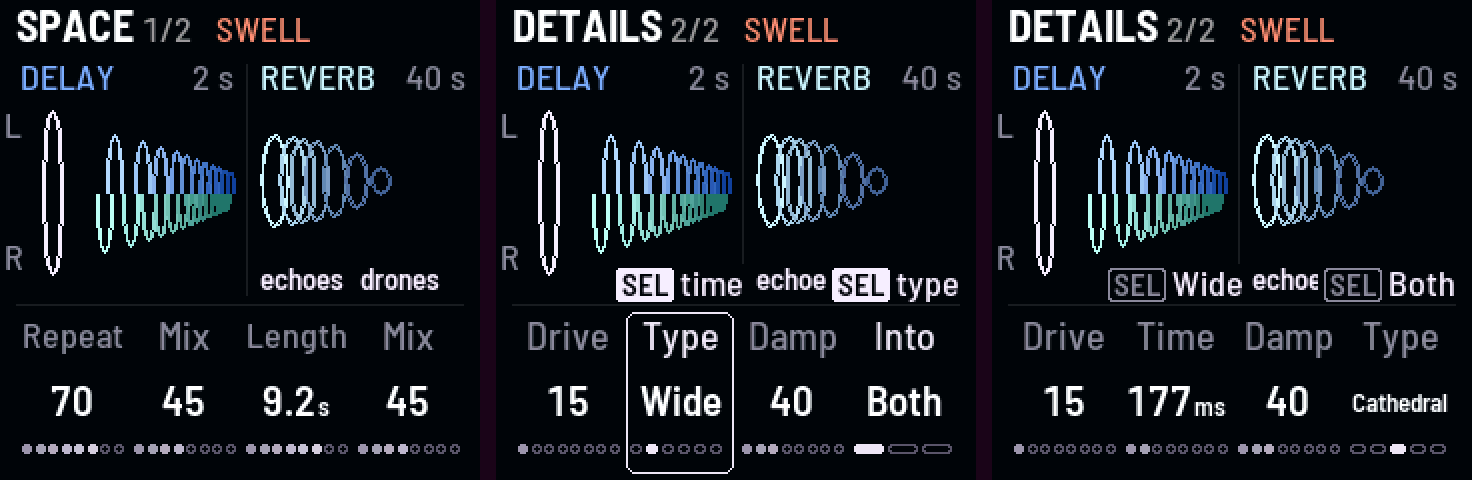 SPACE 1/2 SWELL
DELAY 2 s REVERB 40 s
L
R
echoes drones
Repeat Mix Length Mix
70 45 9.2s 45
DETAILS 2/2 SWELL
DELAY 2 s REVERB 40 s
L
R
SEL time echoe SEL type
Drive Type Damp Into
15 Wide 40 Both
DETAILS 2/2 SWELL
DELAY 2 s REVERB 40 s
L
R
SEL Wide echoe SEL Both
Drive Time Damp Type
15 177ms 40 Cathedral